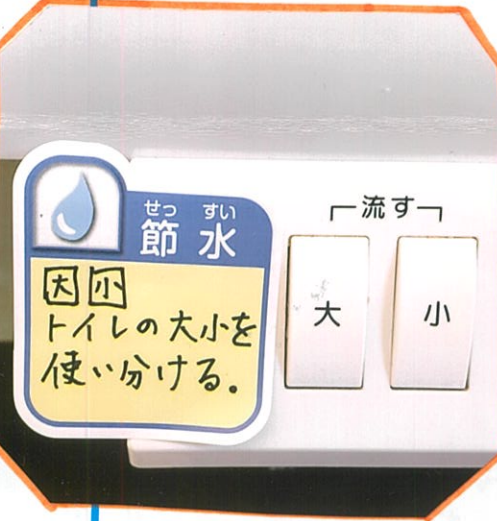 せっ すい
節水
大 小
トイレの大小を
使い分ける。
流す
大 小